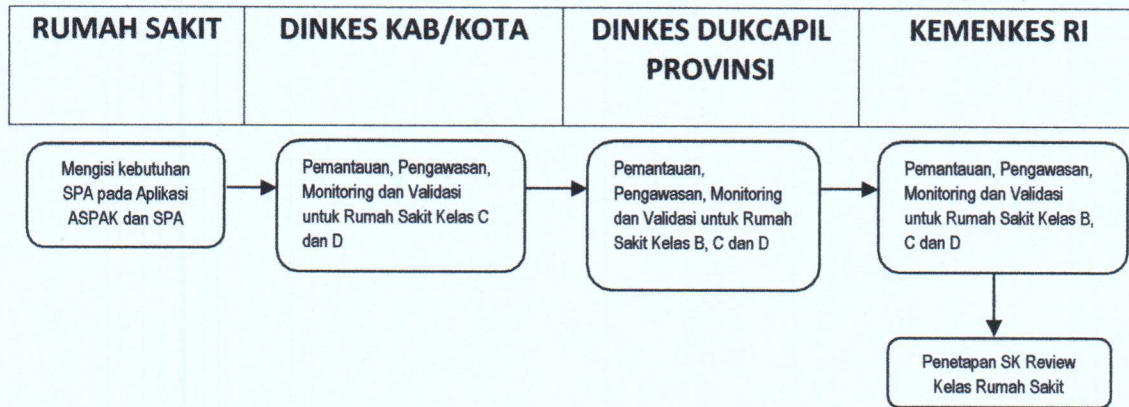 RUMAH SAKIT
DINKES KAB/KOTA
DINKES DUKCAPIL
PROVINSI
KEMENKES RI
Mengisi kebutuhan
SPA pada Aplikasi
ASPAK dan SPA
Pemantauan, Pengawasan,
Monitoring dan Validasi
untuk Rumah Sakit Kelas C
dan D
Pemantauan,
Pengawasan, Monitoring
dan Validasi untuk Rumah
Sakit Kelas B, C dan D
Pemantauan, Pengawasan,
Monitoring dan Validasi
untuk Rumah Sakit Kelas B,
C dan D
Penetapan SK Review
Kelas Rumah Sakit